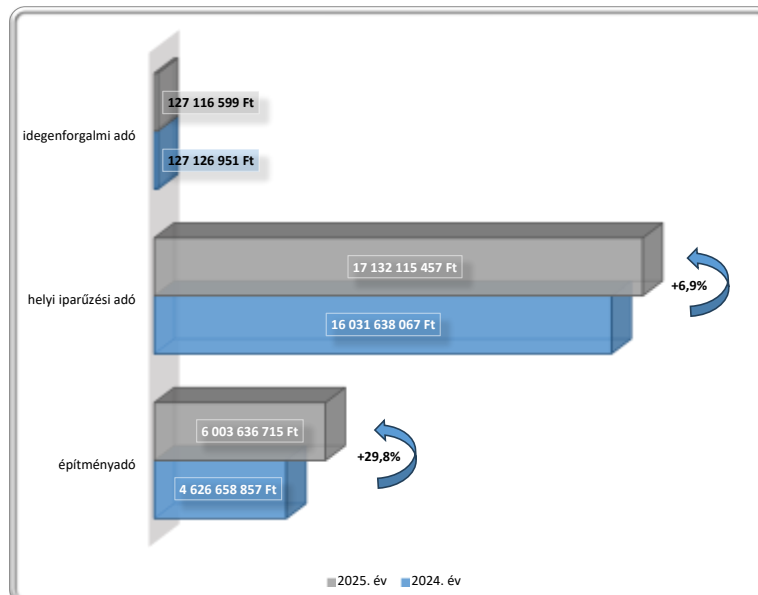 127 116 599 Ft
idegenforgalmi adó
127 126 951 Ft
17 132 115 457 Ft
+6,9%
helyi iparűzési adó
16 031 638 067 Ft
6 003 636 715 Ft
+29,8%
építményadó
4 626 658 857 Ft
2025. év 2024. év